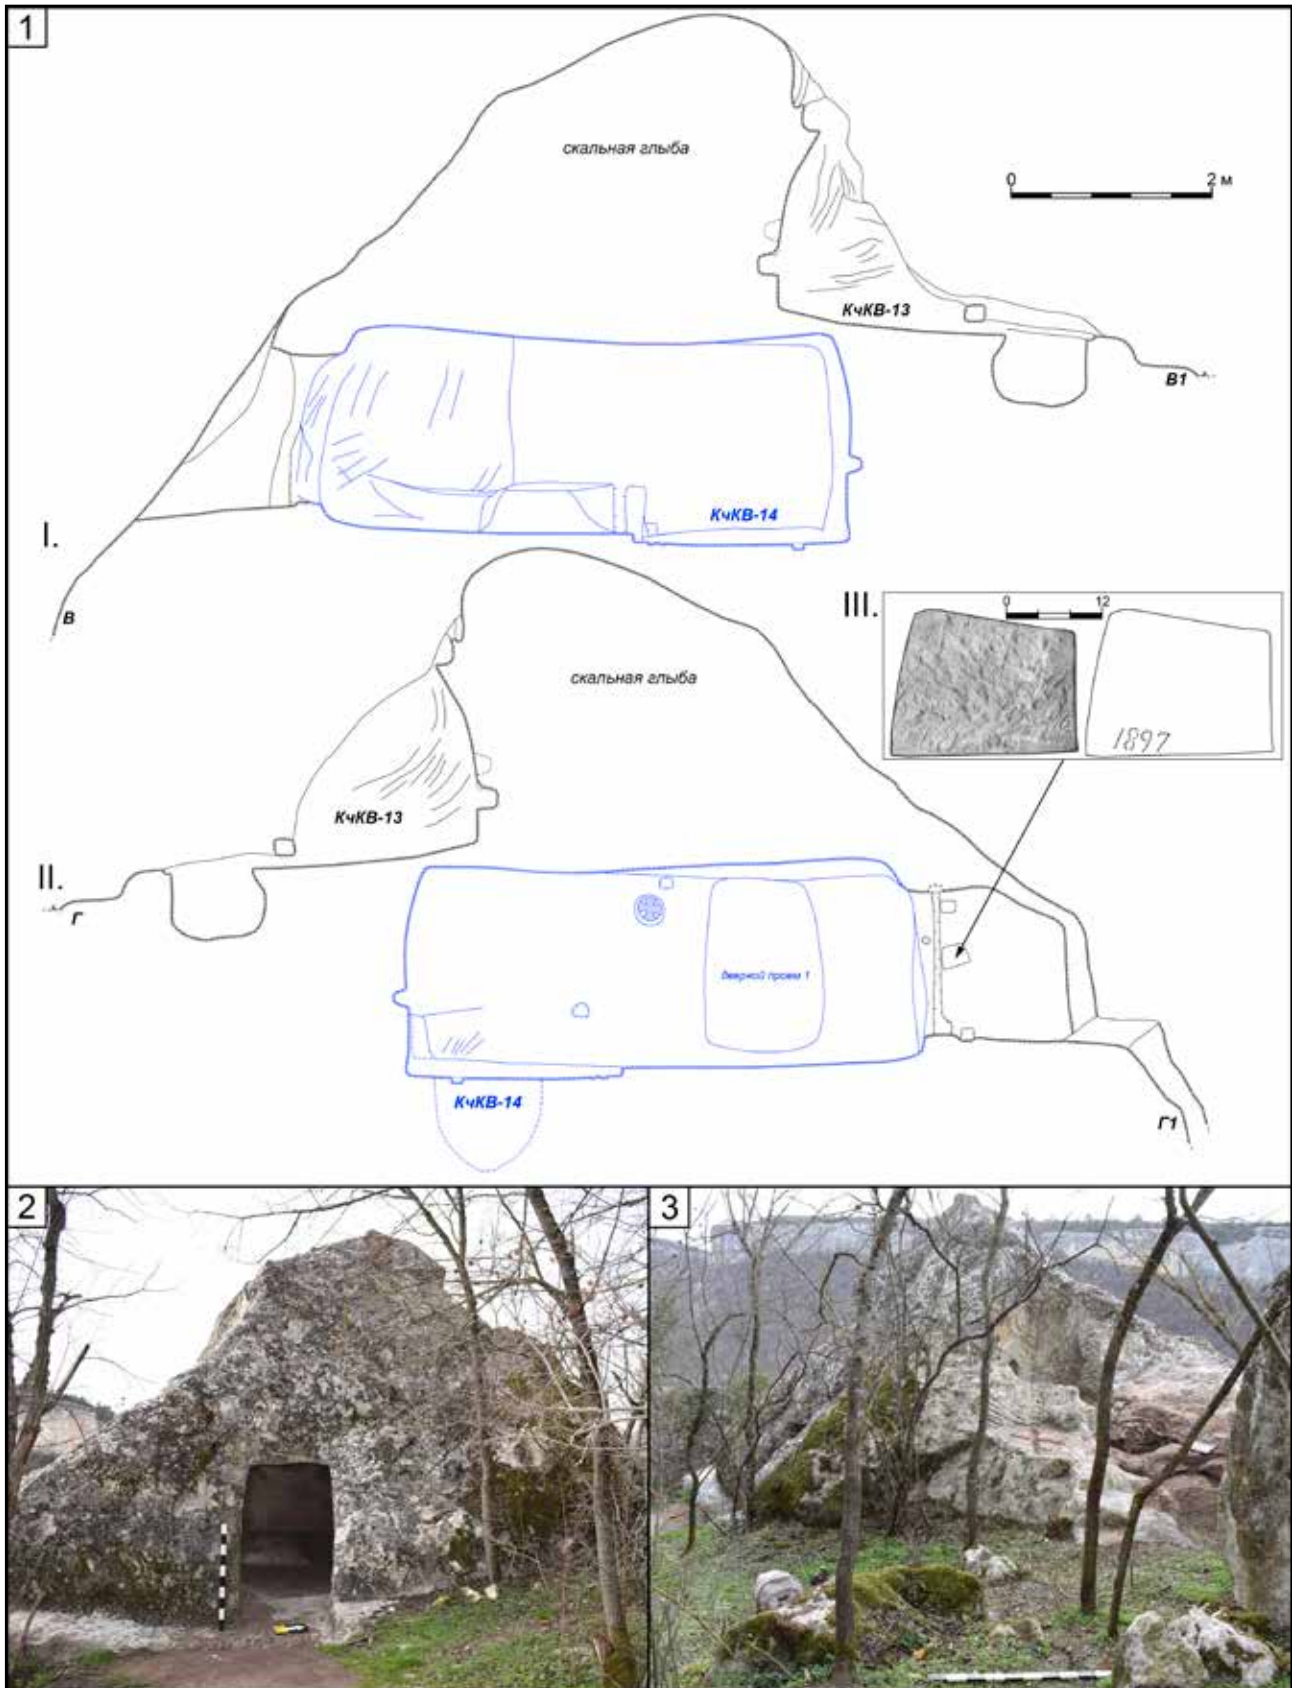 1
скальная глыба
0 2 м
КчКВ-13
В1
КчКВ-14
I.
В
III.
0 12
скальная глыба
1897
КчКВ-13
II.
Г
дверной проем 1
КчКВ-14
Г1
2
3